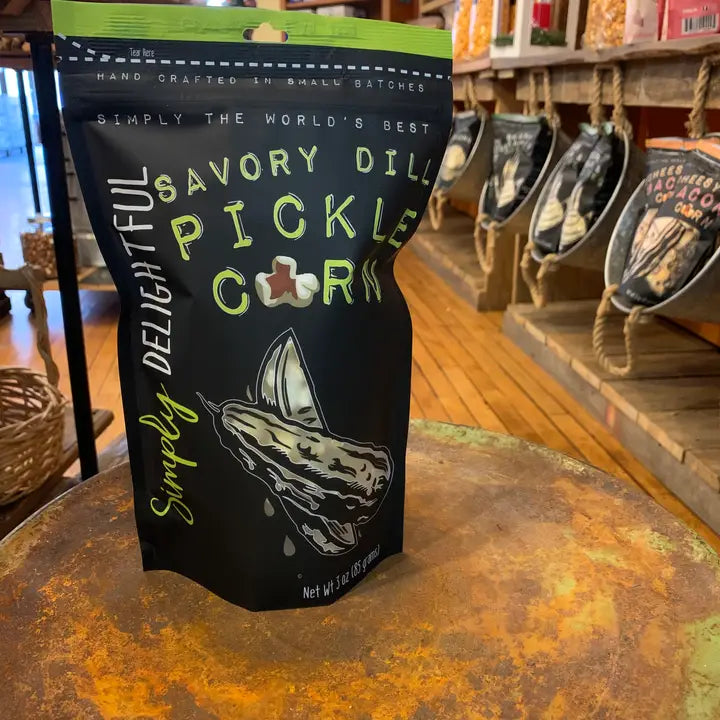 Tear Here
HAND CRAFTED IN SMALL BATCHES
SIMPLY THE WORLD'S BEST
SAVORY DILL
PICKLE
CORN
Simply DELIGHTFUL
Net Wt 3 oz (85 grams)
CORN